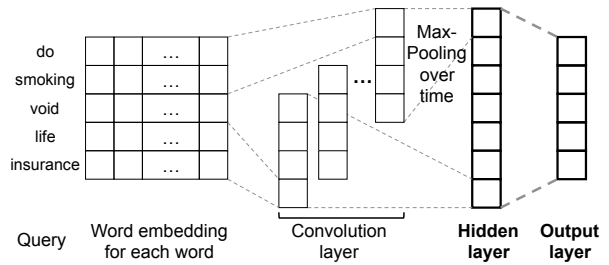 do
smoking
void
life
insurance
...
...
...
...
...
...
Max-
Pooling
over
time
Query
Word embedding
for each word
Convolution
layer
Hidden
layer
Output
layer